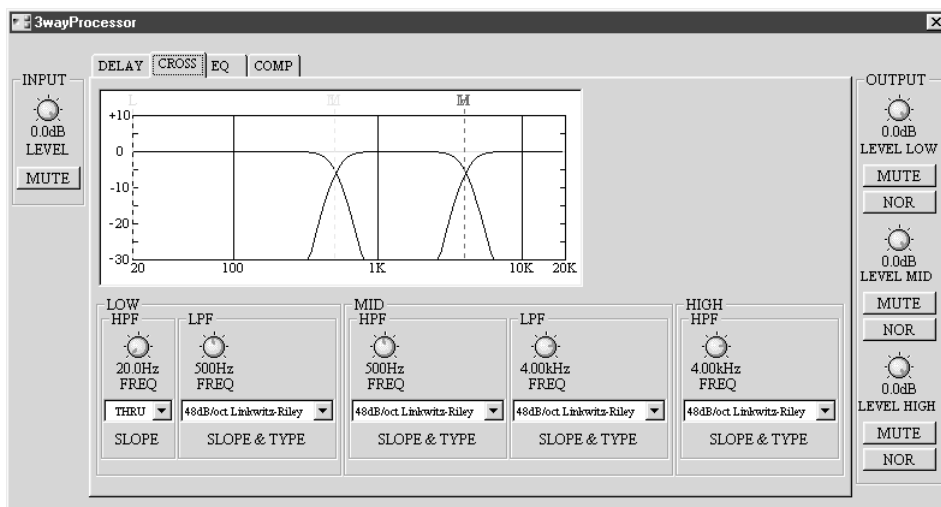 3wayProcessor
INPUT
0.0dB
LEVEL
MUTE
DELAY CROSS EQ COMP
L
+10
0
-10
-20
-30
20 100 1K 10K 20K
LOW
HPF
20.0Hz
FREQ
THRU
SLOPE
LPF
500Hz
FREQ
48dB/oct Linkwitz-Riley
SLOPE & TYPE
MID
HPF
500Hz
FREQ
48dB/oct Linkwitz-Riley
SLOPE & TYPE
LPF
4.00kHz
FREQ
48dB/oct Linkwitz-Riley
SLOPE & TYPE
HIGH
HPF
4.00kHz
FREQ
48dB/oct Linkwitz-Riley
SLOPE & TYPE
OUTPUT
0.0dB
LEVEL LOW
MUTE
NOR
0.0dB
LEVEL MID
MUTE
NOR
0.0dB
LEVEL HIGH
MUTE
NOR